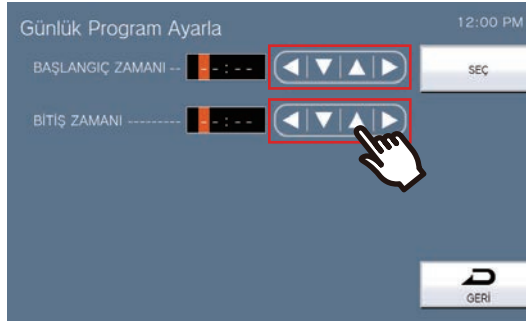 Günlük Program Ayarla
12:00 PM
BAŞLANGIÇ ZAMANI -- --:--
SEÇ
BİTİŞ ZAMANI --------- --:--
GERİ